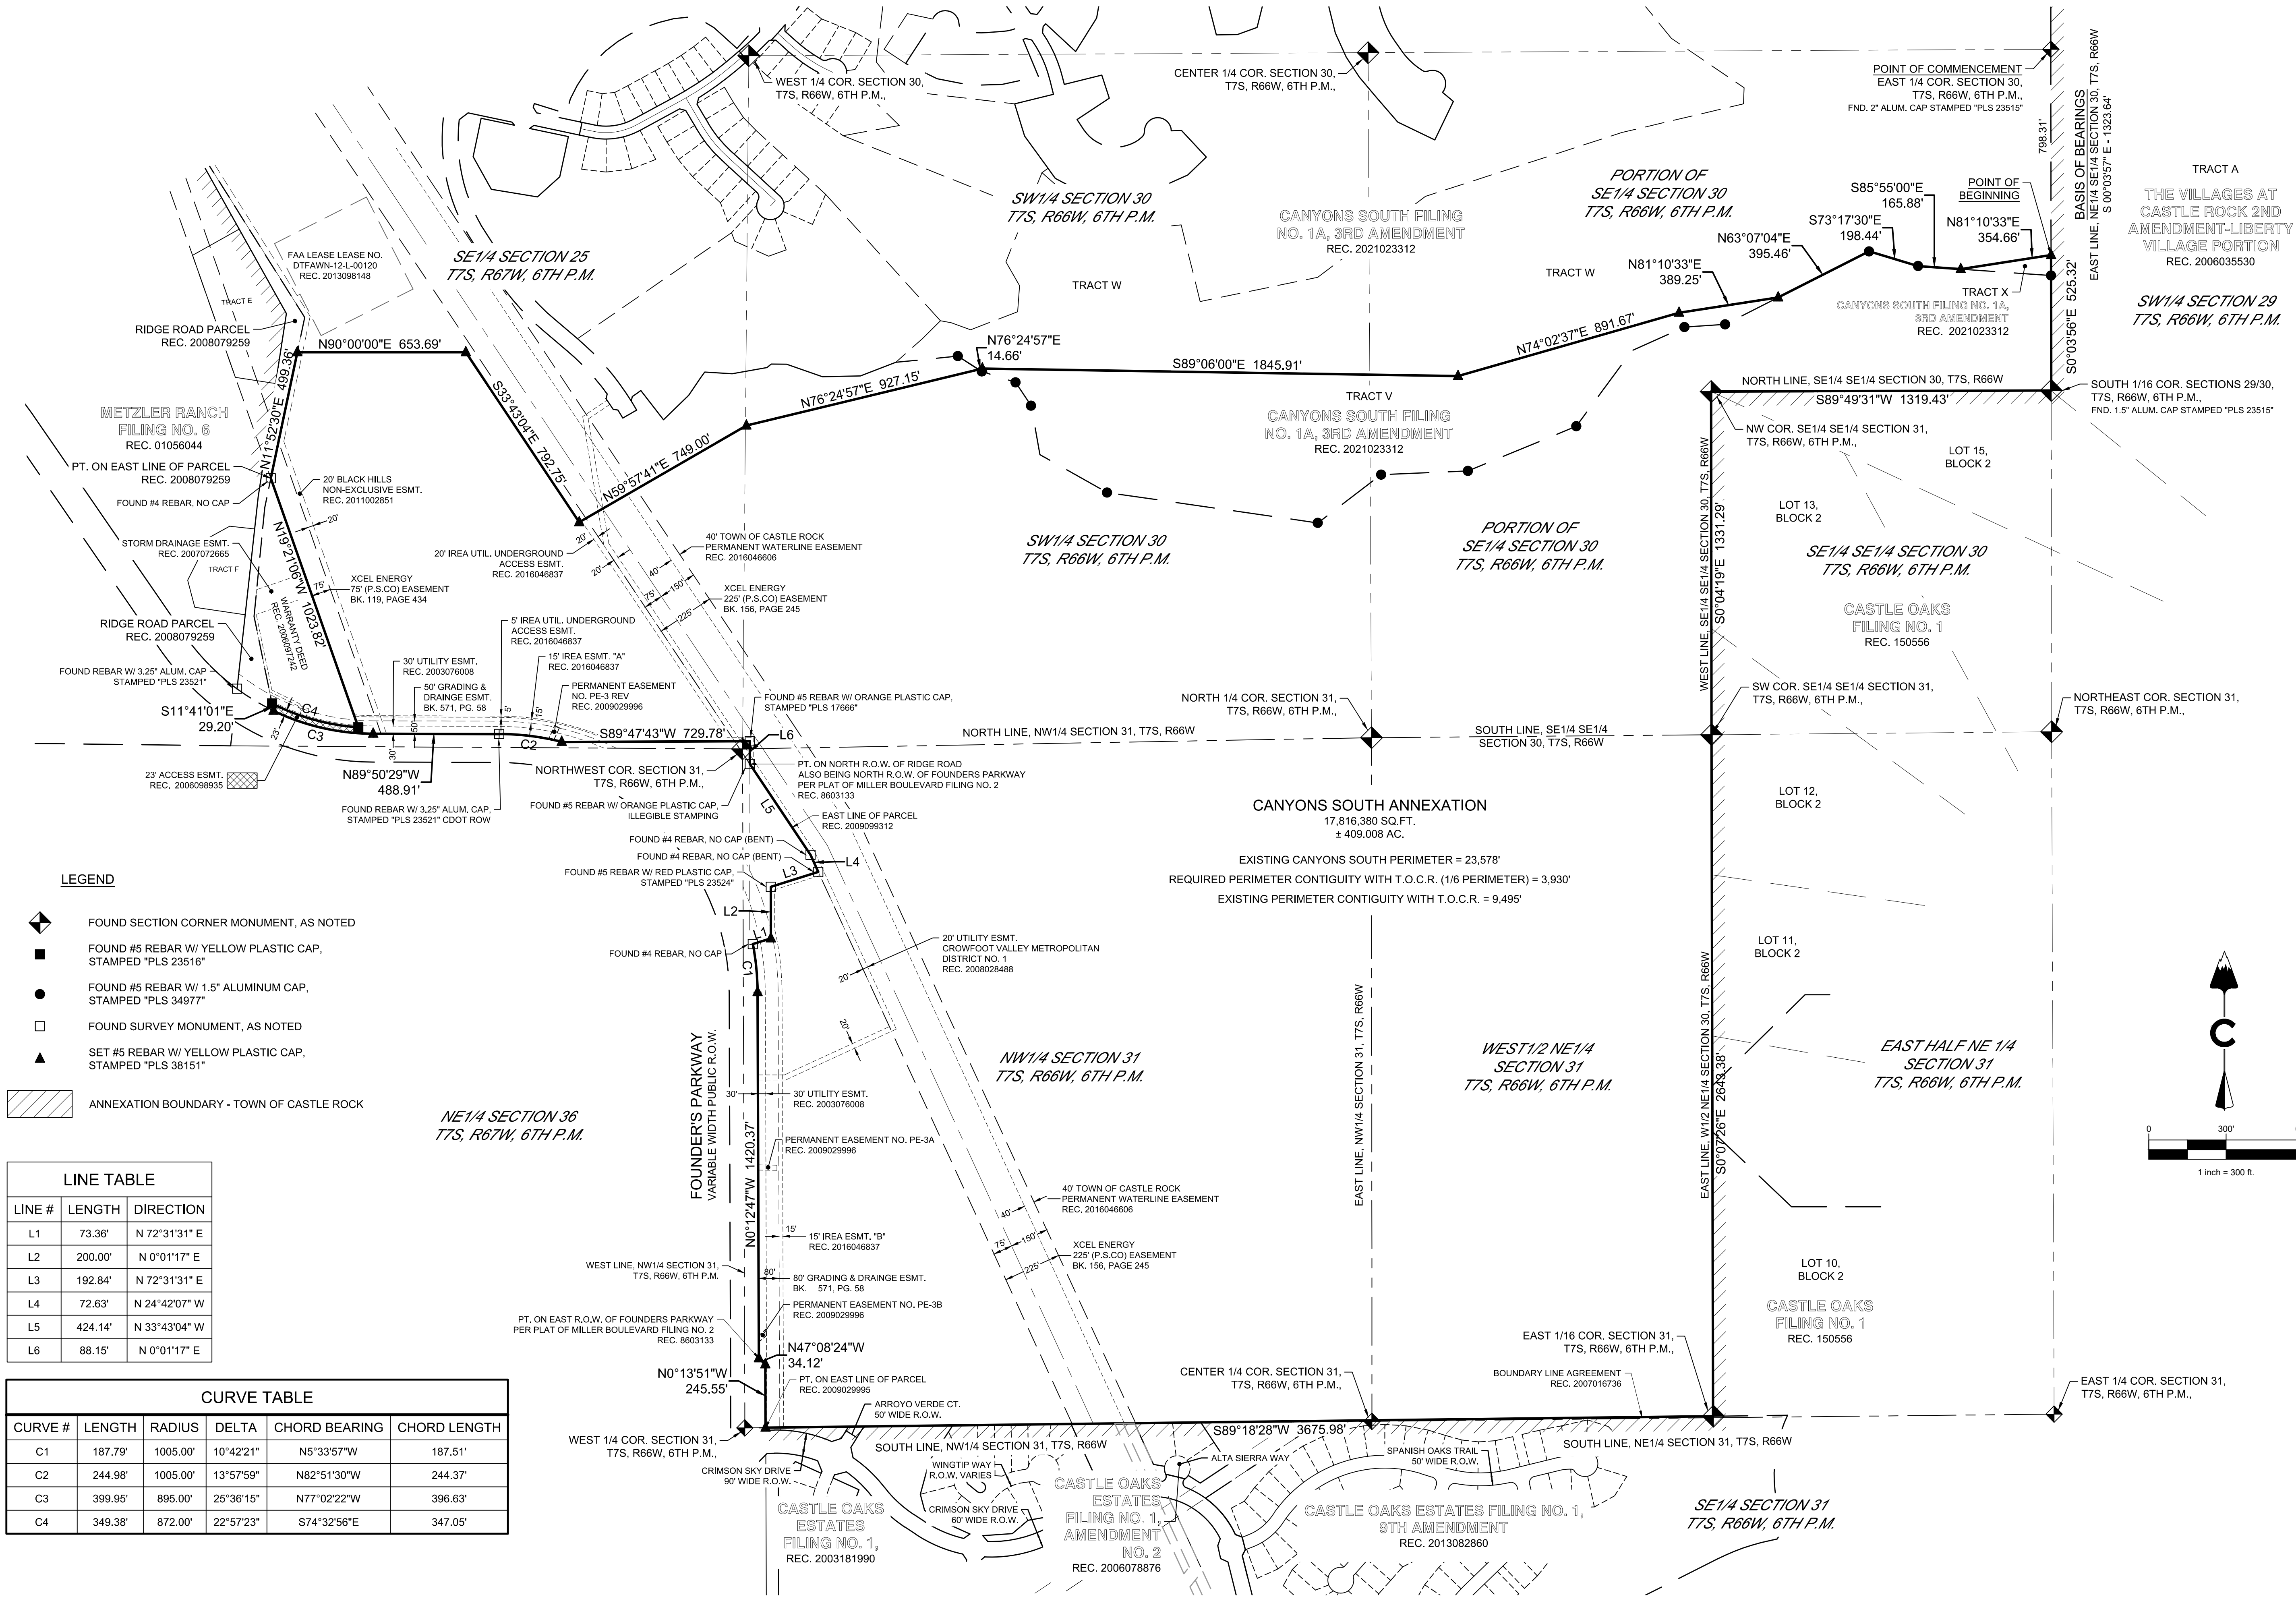 WEST 1/4 COR. SECTION 30,
T7S, R66W, 6TH P.M.,
CENTER 1/4 COR. SECTION 30,
T7S, R66W, 6TH P.M.,
POINT OF COMMENCEMENT
EAST 1/4 COR. SECTION 30,
T7S, R66W, 6TH P.M.,
FND. 2" ALUM. CAP STAMPED "PLS 23515"
798.31'
BASIS OF BEARINGS
EAST LINE, NE1/4 SE1/4 SECTION 30, T7S, R66W
S 00°03'57" E - 1323.64'
TRACT A
THE VILLAGES AT
CASTLE ROCK 2ND
AMENDMENT-LIBERTY
VILLAGE PORTION
REC. 2006035530
SW1/4 SECTION 29
T7S, R66W, 6TH P.M.
SW1/4 SECTION 30
T7S, R66W, 6TH P.M.
CANYONS SOUTH FILING
NO. 1A, 3RD AMENDMENT
REC. 2021023312
PORTION OF
SE1/4 SECTION 30
T7S, R66W, 6TH P.M.
S85°55'00"E
165.88'
POINT OF
BEGINNING
S73°17'30"E
198.44'
N81°10'33"E
354.66'
N63°07'04"E
395.46'
N81°10'33"E
389.25'
TRACT W
TRACT W
TRACT X
CANYONS SOUTH FILING NO. 1A,
3RD AMENDMENT
REC. 2021023312
S0°03'56"E 525.32'
FAA LEASE LEASE NO.
DTFAWN-12-L-00120
REC. 2013098148
SE1/4 SECTION 25
T7S, R67W, 6TH P.M.
TRACT E
RIDGE ROAD PARCEL
REC. 2008079259
N90°00'00"E 653.69'
N11°52'30"E 499.36'
S33°43'04"E 792.75'
N59°57'41"E 749.00'
N76°24'57"E 927.15'
N76°24'57"E
14.66'
S89°06'00"E 1845.91'
N74°02'37"E 891.67'
TRACT V
CANYONS SOUTH FILING
NO. 1A, 3RD AMENDMENT
REC. 2021023312
NORTH LINE, SE1/4 SE1/4 SECTION 30, T7S, R66W
S89°49'31"W 1319.43'
SOUTH 1/16 COR. SECTIONS 29/30,
T7S, R66W, 6TH P.M.,
FND. 1.5" ALUM. CAP STAMPED "PLS 23515"
NW COR. SE1/4 SE1/4 SECTION 31,
T7S, R66W, 6TH P.M.,
METZLER RANCH
FILING NO. 6
REC. 01056044
PT. ON EAST LINE OF PARCEL
REC. 2008079259
FOUND #4 REBAR, NO CAP
20' BLACK HILLS
NON-EXCLUSIVE ESMT.
REC. 2011002851
20'
STORM DRAINAGE ESMT.
REC. 2007072665
TRACT F
N19°21'06"W 1023.82'
75'
XCEL ENERGY
75' (P.S.CO) EASEMENT
BK. 119, PAGE 434
WARRANTY DEED
REC. 2006097242
RIDGE ROAD PARCEL
REC. 2008079259
FOUND REBAR W/ 3.25" ALUM. CAP
STAMPED "PLS 23521"
20' IREA UTIL. UNDERGROUND
ACCESS ESMT.
REC. 2016046837
20'
20'
40'
75'
150'
225'
40' TOWN OF CASTLE ROCK
PERMANENT WATERLINE EASEMENT
REC. 2016046606
XCEL ENERGY
225' (P.S.CO) EASEMENT
BK. 156, PAGE 245
SW1/4 SECTION 30
T7S, R66W, 6TH P.M.
PORTION OF
SE1/4 SECTION 30
T7S, R66W, 6TH P.M.
WEST LINE, SE1/4 SE1/4 SECTION 30, T7S, R66W
S0°04'19"E 1331.29'
LOT 15,
BLOCK 2
LOT 13,
BLOCK 2
SE1/4 SE1/4 SECTION 30
T7S, R66W, 6TH P.M.
CASTLE OAKS
FILING NO. 1
REC. 150556
5' IREA UTIL. UNDERGROUND
ACCESS ESMT.
REC. 2016046837
30' UTILITY ESMT.
REC. 2003076008
15' IREA ESMT. "A"
REC. 2016046837
50' GRADING &
DRAINGE ESMT.
BK. 571, PG. 58
PERMANENT EASEMENT
NO. PE-3 REV
REC. 2009029996
FOUND #5 REBAR W/ ORANGE PLASTIC CAP,
STAMPED "PLS 17666"
S11°41'01"E
29.20'
C4
C3
23'
30'
50'
5'
15'
C2
S89°47'43"W 729.78'
L6
N89°50'29"W
488.91'
23' ACCESS ESMT.
REC. 2006098935
FOUND REBAR W/ 3.25" ALUM. CAP,
STAMPED "PLS 23521" CDOT ROW
NORTHWEST COR. SECTION 31,
T7S, R66W, 6TH P.M.,
FOUND #5 REBAR W/ ORANGE PLASTIC CAP,
ILLEGIBLE STAMPING
PT. ON NORTH R.O.W. OF RIDGE ROAD
ALSO BEING NORTH R.O.W. OF FOUNDERS PARKWAY
PER PLAT OF MILLER BOULEVARD FILING NO. 2
REC. 8603133
NORTH LINE, NW1/4 SECTION 31, T7S, R66W
NORTH 1/4 COR. SECTION 31,
T7S, R66W, 6TH P.M.,
SOUTH LINE, SE1/4 SE1/4
SECTION 30, T7S, R66W
SW COR. SE1/4 SE1/4 SECTION 31,
T7S, R66W, 6TH P.M.,
NORTHEAST COR. SECTION 31,
T7S, R66W, 6TH P.M.,
L5
EAST LINE OF PARCEL
REC. 2009099312
FOUND #4 REBAR, NO CAP (BENT)
FOUND #4 REBAR, NO CAP (BENT)
L4
L3
FOUND #5 REBAR W/ RED PLASTIC CAP,
STAMPED "PLS 23524"
L2
L1
FOUND #4 REBAR, NO CAP
C1
CANYONS SOUTH ANNEXATION
17,816,380 SQ.FT.
± 409.008 AC.
EXISTING CANYONS SOUTH PERIMETER = 23,578'
REQUIRED PERIMETER CONTIGUITY WITH T.O.C.R. (1/6 PERIMETER) = 3,930'
EXISTING PERIMETER CONTIGUITY WITH T.O.C.R. = 9,495'
LOT 12,
BLOCK 2
LOT 11,
BLOCK 2
LEGEND
FOUND SECTION CORNER MONUMENT, AS NOTED
FOUND #5 REBAR W/ YELLOW PLASTIC CAP,
STAMPED "PLS 23516"
FOUND #5 REBAR W/ 1.5" ALUMINUM CAP,
STAMPED "PLS 34977"
FOUND SURVEY MONUMENT, AS NOTED
SET #5 REBAR W/ YELLOW PLASTIC CAP,
STAMPED "PLS 38151"
ANNEXATION BOUNDARY - TOWN OF CASTLE ROCK
20' UTILITY ESMT.
CROWFOOT VALLEY METROPOLITAN
DISTRICT NO. 1
REC. 2008028488
20'
20'
NE1/4 SECTION 36
T7S, R67W, 6TH P.M.
FOUNDER'S PARKWAY
VARIABLE WIDTH PUBLIC R.O.W.
NW1/4 SECTION 31
T7S, R66W, 6TH P.M.
EAST LINE, NW1/4 SECTION 31, T7S, R66W
WEST1/2 NE1/4
SECTION 31
T7S, R66W, 6TH P.M.
EAST LINE, W1/2 NE1/4 SECTION 30, T7S, R66W
S0°07'26"E 2643.38'
EAST HALF NE 1/4
SECTION 31
T7S, R66W, 6TH P.M.
C
0
300'
1 inch = 300 ft.
30'
30' UTILITY ESMT.
REC. 2003076008
N0°12'47"W 1420.37'
PERMANENT EASEMENT NO. PE-3A
REC. 2009029996
15'
15' IREA ESMT. "B"
REC. 2016046837
WEST LINE, NW1/4 SECTION 31,
T7S, R66W, 6TH P.M.
80'
80' GRADING & DRAINGE ESMT.
BK. 571, PG. 58
PERMANENT EASEMENT NO. PE-3B
REC. 2009029996
PT. ON EAST R.O.W. OF FOUNDERS PARKWAY
PER PLAT OF MILLER BOULEVARD FILING NO. 2
REC. 8603133
40' TOWN OF CASTLE ROCK
PERMANENT WATERLINE EASEMENT
REC. 2016046606
40'
75'
150'
225'
XCEL ENERGY
225' (P.S.CO) EASEMENT
BK. 156, PAGE 245
LOT 10,
BLOCK 2
CASTLE OAKS
FILING NO. 1
REC. 150556
EAST 1/16 COR. SECTION 31,
T7S, R66W, 6TH P.M.,
BOUNDARY LINE AGREEMENT
REC. 2007016736
CENTER 1/4 COR. SECTION 31,
T7S, R66W, 6TH P.M.,
EAST 1/4 COR. SECTION 31,
T7S, R66W, 6TH P.M.,
N47°08'24"W
34.12'
N0°13'51"W
245.55'
PT. ON EAST LINE OF PARCEL
REC. 2009029995
ARROYO VERDE CT.
50' WIDE R.O.W.
WEST 1/4 COR. SECTION 31,
T7S, R66W, 6TH P.M.,
SOUTH LINE, NW1/4 SECTION 31, T7S, R66W
S89°18'28"W 3675.98'
SOUTH LINE, NE1/4 SECTION 31, T7S, R66W
CRIMSON SKY DRIVE
90' WIDE R.O.W.
WINGTIP WAY
R.O.W. VARIES
CRIMSON SKY DRIVE
60' WIDE R.O.W.
ALTA SIERRA WAY
SPANISH OAKS TRAIL
50' WIDE R.O.W.
CASTLE OAKS
ESTATES
FILING NO. 1,
REC. 2003181990
CASTLE OAKS
ESTATES
FILING NO. 1,
AMENDMENT
NO. 2
REC. 2006078876
CASTLE OAKS ESTATES FILING NO. 1,
9TH AMENDMENT
REC. 2013082860
SE1/4 SECTION 31
T7S, R66W, 6TH P.M.
LINE TABLE
LINE # LENGTH DIRECTION
L1 73.36' N 72°31'31" E
L2 200.00' N 0°01'17" E
L3 192.84' N 72°31'31" E
L4 72.63' N 24°42'07" W
L5 424.14' N 33°43'04" W
L6 88.15' N 0°01'17" E
CURVE TABLE
CURVE # LENGTH RADIUS DELTA CHORD BEARING CHORD LENGTH
C1 187.79' 1005.00' 10°42'21" N5°33'57"W 187.51'
C2 244.98' 1005.00' 13°57'59" N82°51'30"W 244.37'
C3 399.95' 895.00' 25°36'15" N77°02'22"W 396.63'
C4 349.38' 872.00' 22°57'23" S74°32'56"E 347.05'